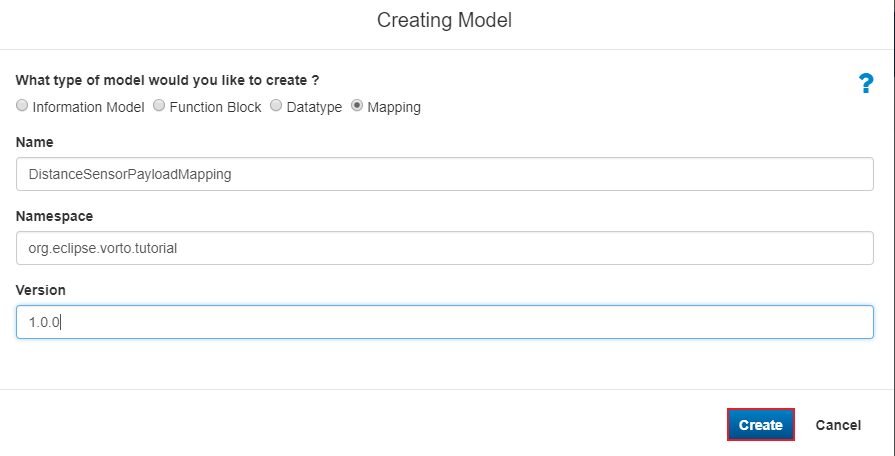 Creating Model
What type of model would you like to create ?
?
Information Model Function Block Datatype Mapping
Name
DistanceSensorPayloadMapping
Namespace
org.eclipse.vorto.tutorial
Version
1.0.0
Create Cancel